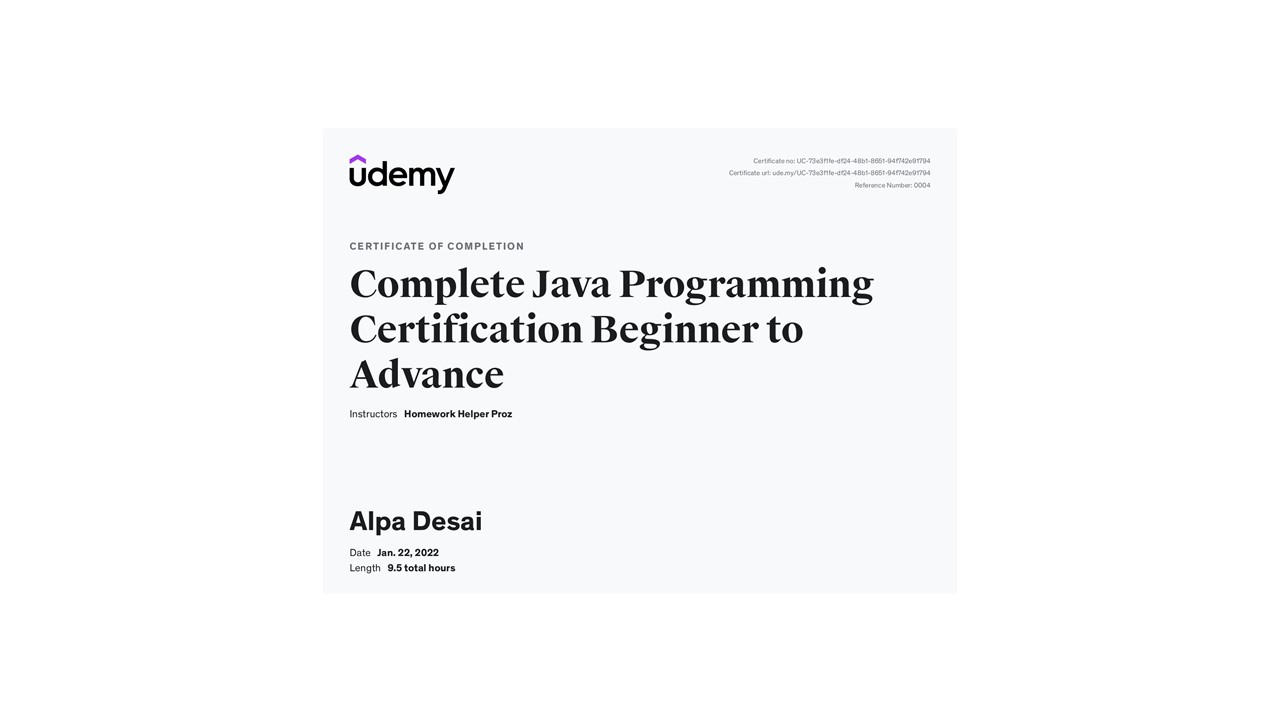 udemy
Certificate no: UC-73e3f1fe-df24-48b1-8651-94f742e91794
Certificate url: ude.my/UC-73e3f1fe-df24-48b1-8651-94f742e91794
Reference Number: 0004
CERTIFICATE OF COMPLETION
Complete Java Programming
Certification Beginner to
Advance
Instructors Homework Helper Proz
Alpa Desai
Date Jan. 22, 2022
Length 9.5 total hours